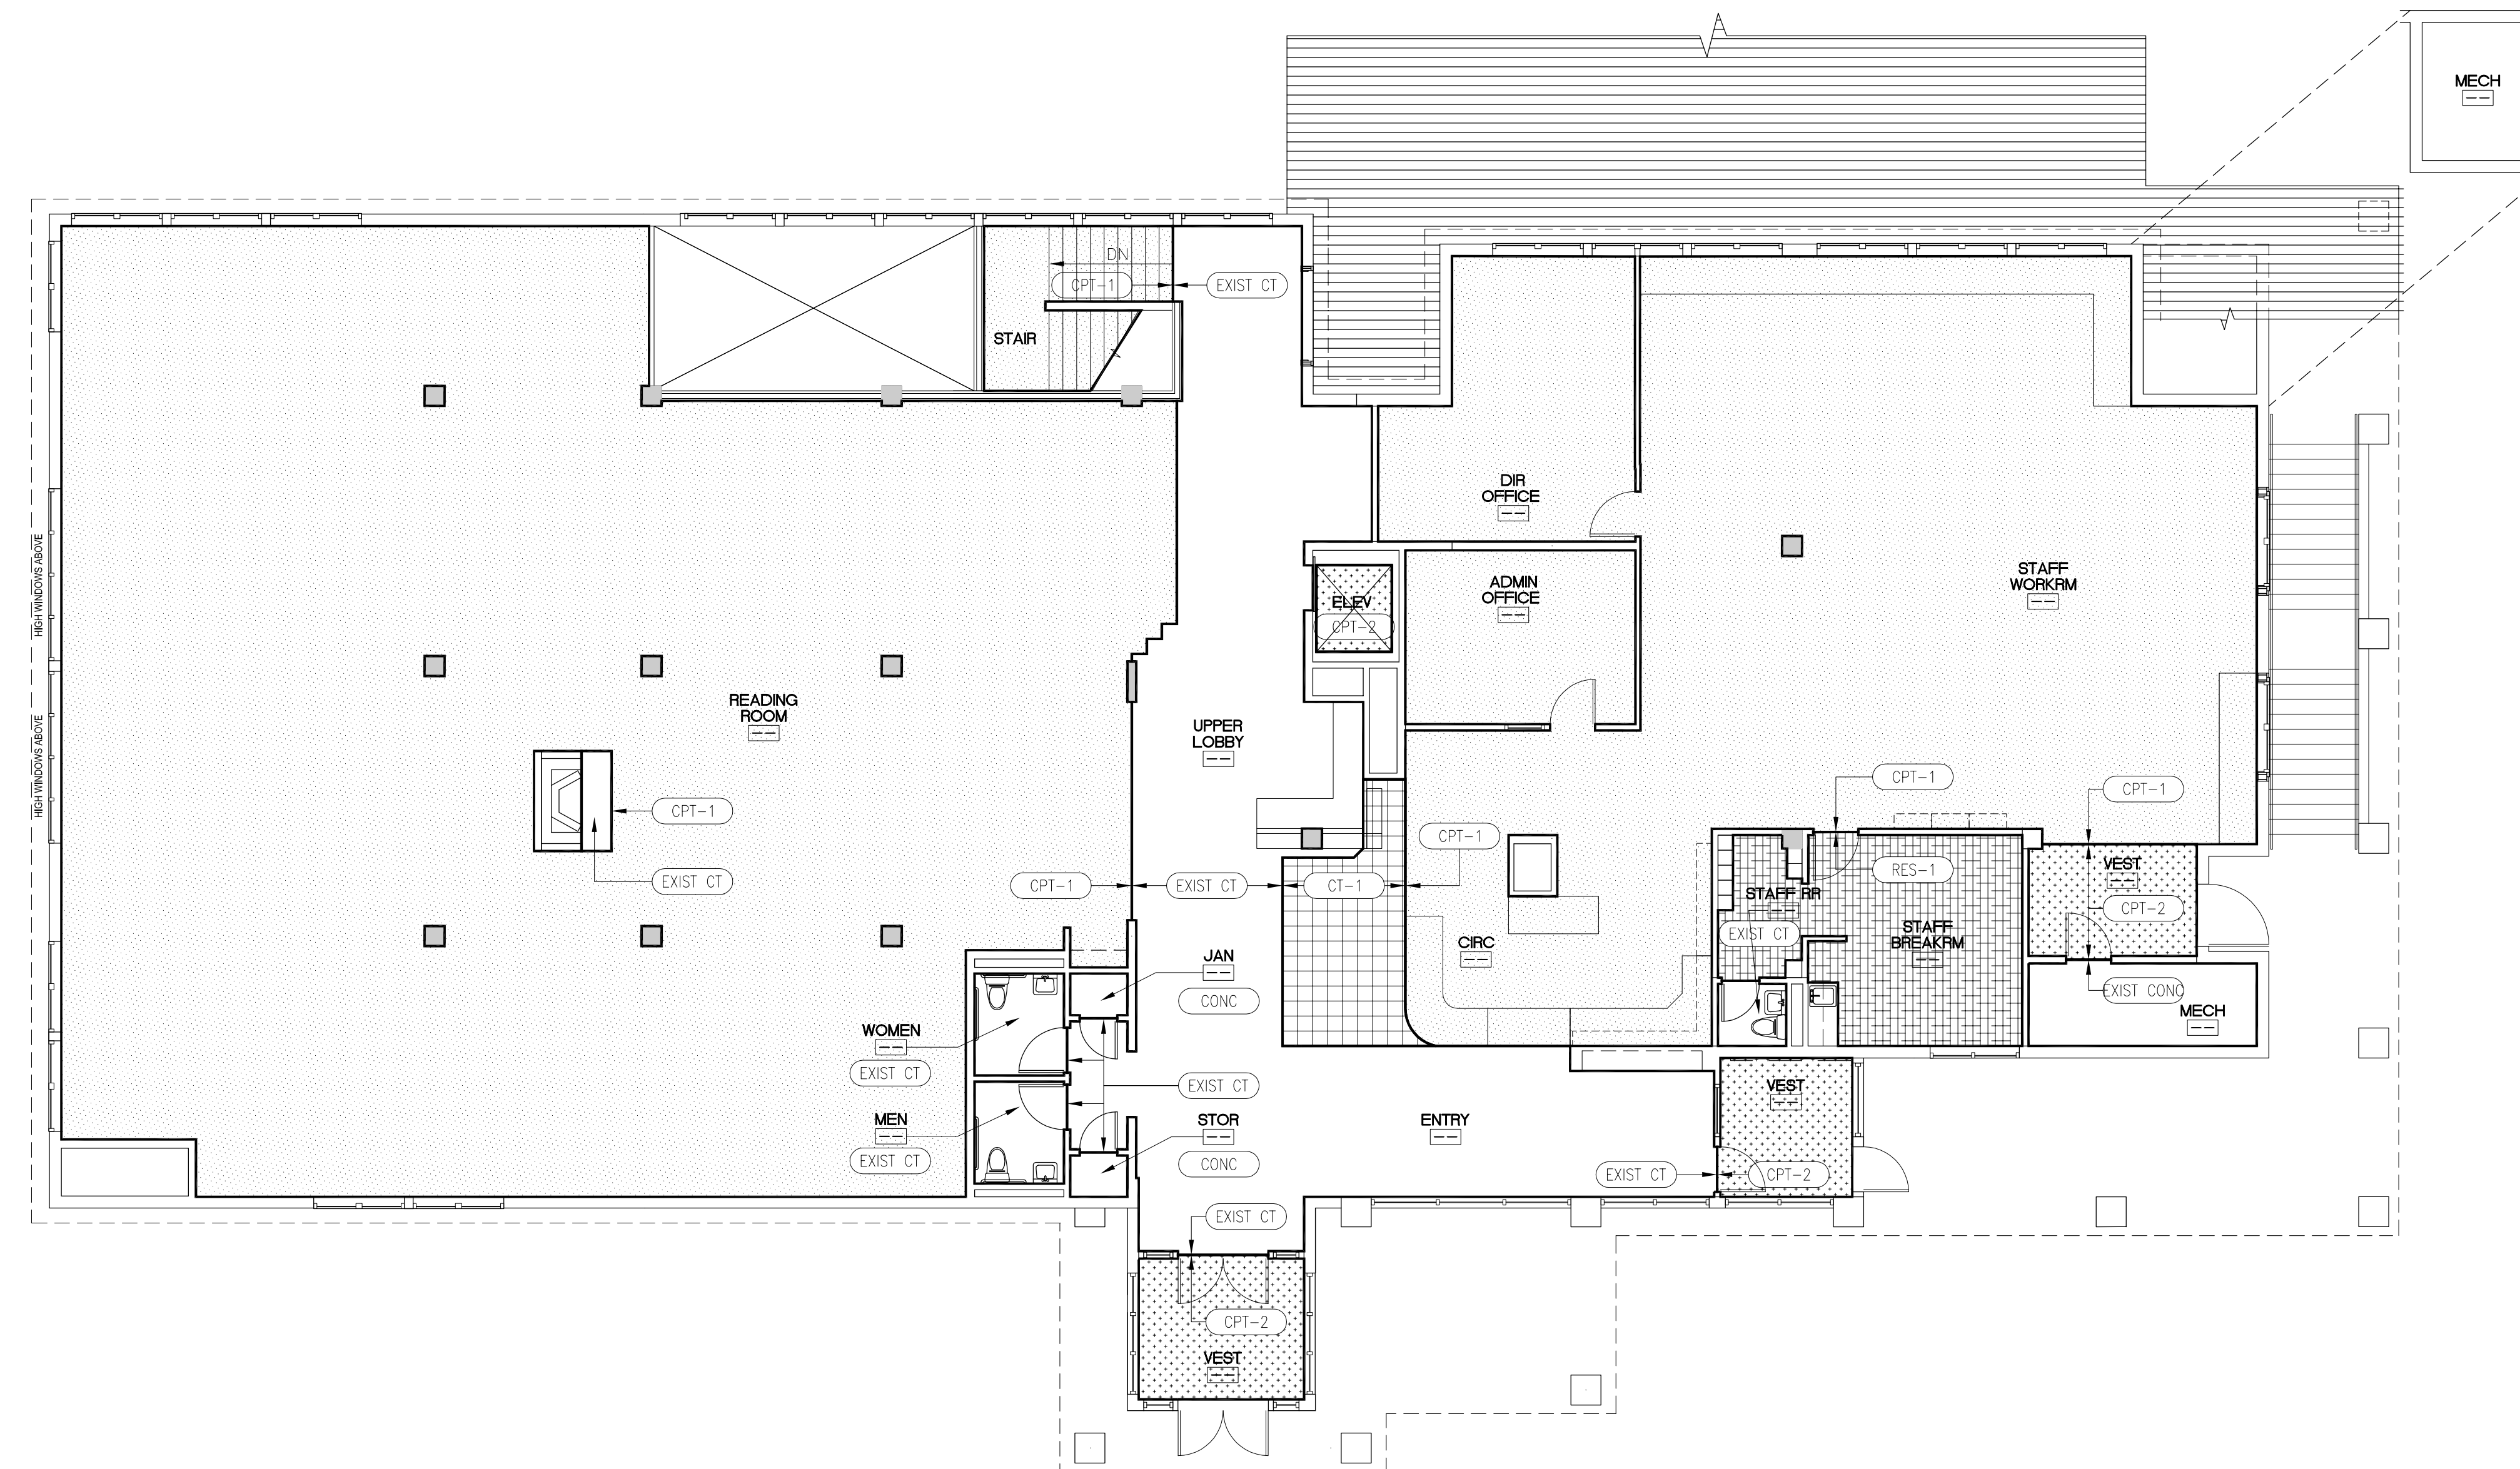 MECH
--
DN
CPT-1
EXIST CT
STAIR
DIR
OFFICE
--
HIGH WINDOWS ABOVE
ADMIN
OFFICE
--
STAFF
WORKRM
--
ELEV
CPT-2
READING
ROOM
--
UPPER
LOBBY
--
HIGH WINDOWS ABOVE
CPT-1
CPT-1
CPT-1
CPT-1
EXIST CT
CPT-1
EXIST CT
CT-1
RES-1
VEST
--
STAFF RR
--
CPT-2
EXIST CT
STAFF
BREAKRM
--
CIRC
--
JAN
--
CONC
EXIST CONC
MECH
--
WOMEN
--
EXIST CT
EXIST CT
VEST
--
MEN
--
EXIST CT
STOR
--
CONC
ENTRY
--
EXIST CT
CPT-2
EXIST CT
CPT-2
VEST
--